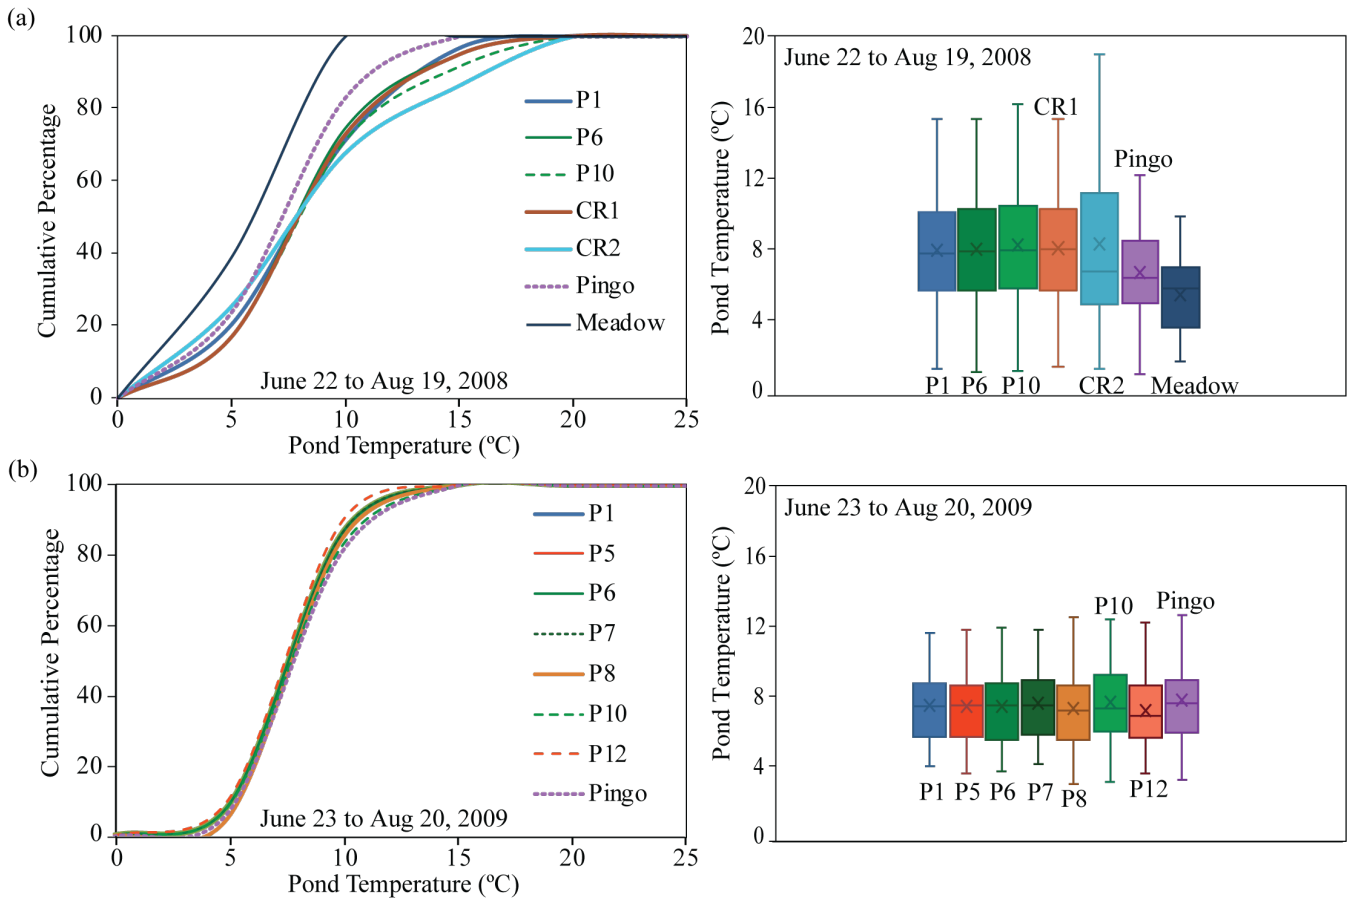 (a)
100
80
60
40
20
0
Cumulative Percentage
P1
P6
P10
CR1
CR2
Pingo
Meadow
June 22 to Aug 19, 2008
0 5 10 15 20 25
Pond Temperature (ºC)
20
16
12
8
4
0
Pond Temperature (ºC)
June 22 to Aug 19, 2008
CR1
Pingo
P1 P6 P10 CR2 Meadow
(b)
100
80
60
40
20
0
Cumulative Percentage
P1
P5
P6
P7
P8
P10
P12
Pingo
June 23 to Aug 20, 2009
0 5 10 15 20 25
Pond Temperature (ºC)
20
16
12
8
4
0
Pond Temperature (ºC)
June 23 to Aug 20, 2009
P10 Pingo
P1 P5 P6 P7 P8 P12